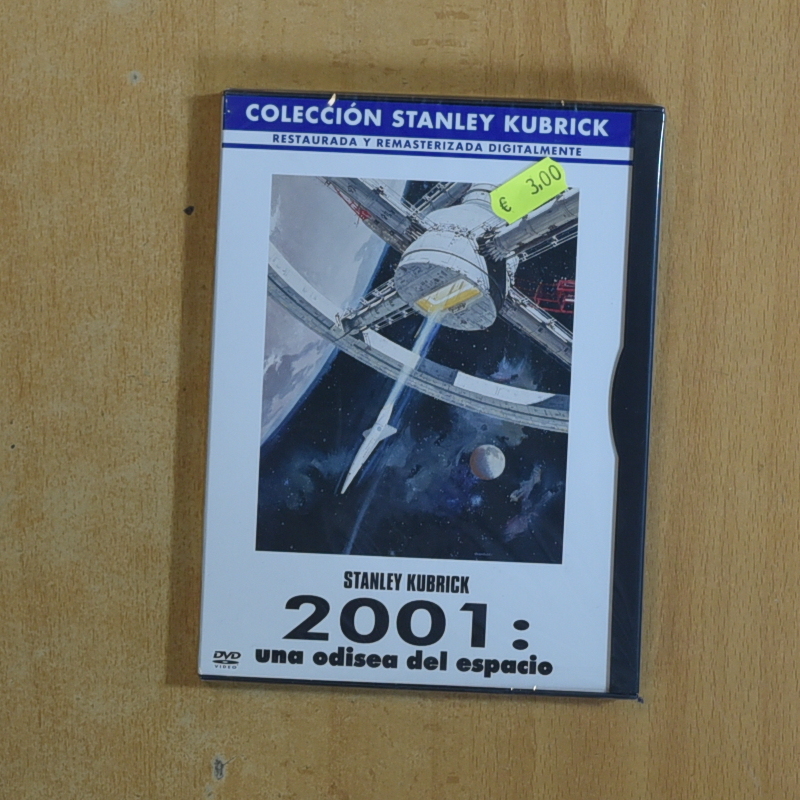 COLECCIÓN STANLEY KUBRICK
RESTAURADA Y REMASTERIZADA DIGITALMENTE
€ 3,00
STANLEY KUBRICK
2001:
una odisea del espacio
DVD
VIDEO